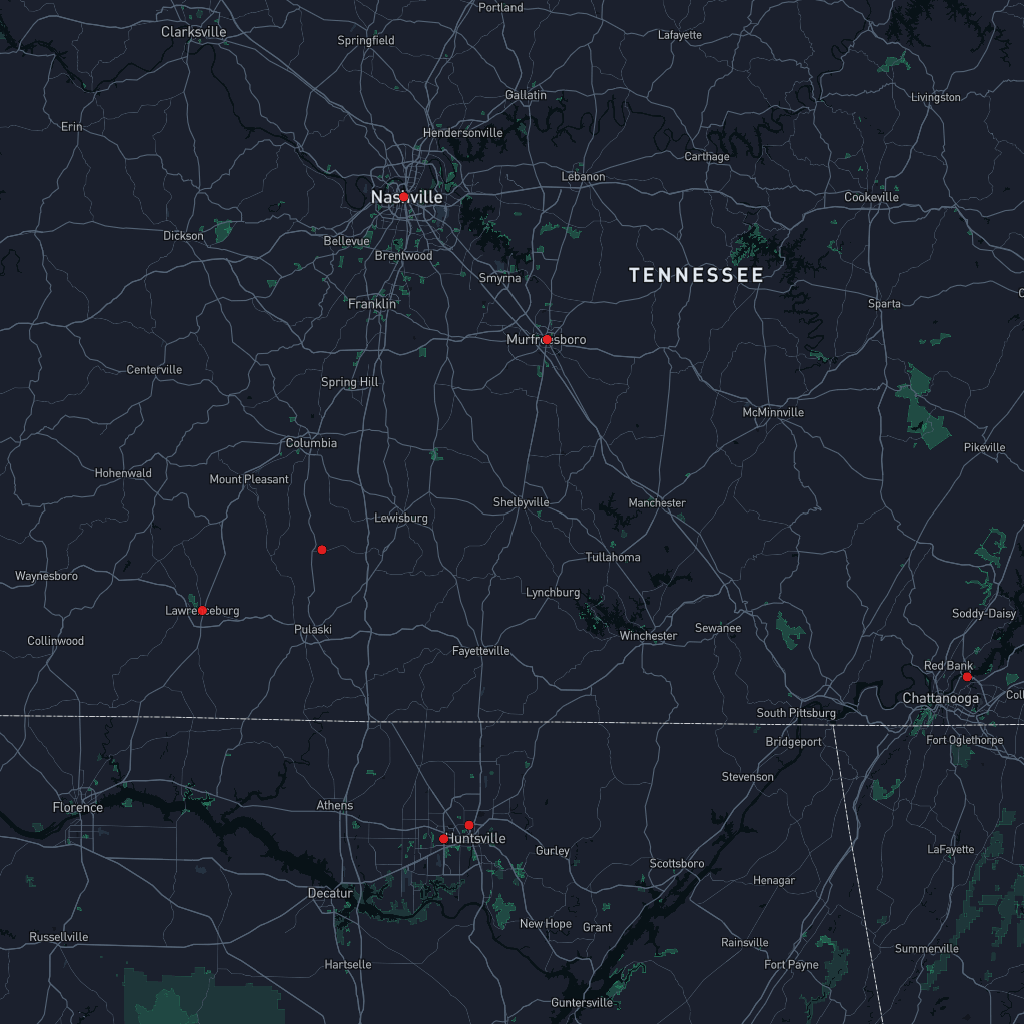 Portland
Clarksville
Springfield
Lafayette
Gallatin
Livingston
Erin
Hendersonville
Carthage
Lebanon
Nashville
Cookeville
Dickson
Bellevue
Brentwood
Smyrna
TENNESSEE
Franklin
Sparta
Murfreesboro
Centerville
Spring Hill
McMinnville
Columbia
Pikeville
Hohenwald
Mount Pleasant
Shelbyville
Manchester
Lewisburg
Tullahoma
Waynesboro
Lynchburg
Lawrenceburg
Soddy-Daisy
Pulaski
Sewanee
Winchester
Collinwood
Fayetteville
Red Bank
Chattanooga
Coll
South Pittsburg
Bridgeport
Fort Oglethorpe
Stevenson
Florence
Athens
Huntsville
Gurley
LaFayette
Scottsboro
Henagar
Decatur
New Hope
Grant
Russellville
Rainsville
Summerville
Hartselle
Fort Payne
Guntersville